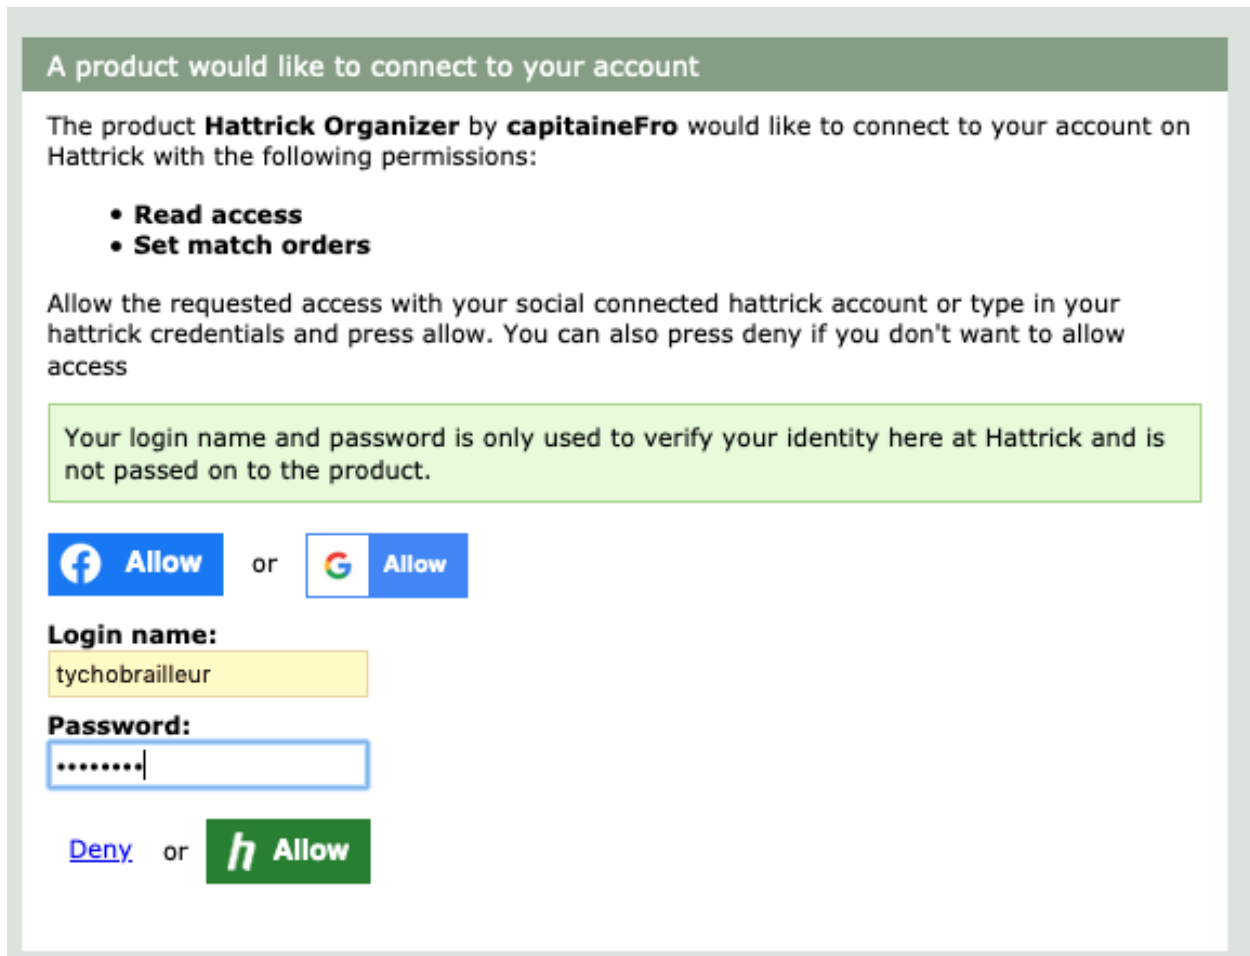 A product would like to connect to your account
The product Hattrick Organizer by capitaineFro would like to connect to your account on
Hattrick with the following permissions:
• Read access
• Set match orders
Allow the requested access with your social connected hattrick account or type in your
hattrick credentials and press allow. You can also press deny if you don't want to allow
access
Your login name and password is only used to verify your identity here at Hattrick and is
not passed on to the product.
Allow or G Allow
Login name:
tychobrailleur
Password:
••••••••
Deny or h Allow